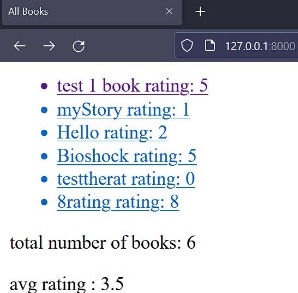 All Books
127.0.0.1:8000
test 1 book rating: 5
myStory rating: 1
Hello rating: 2
Bioshock rating: 5
testtherat rating: 0
8rating rating: 8
total number of books: 6
avg rating : 3.5